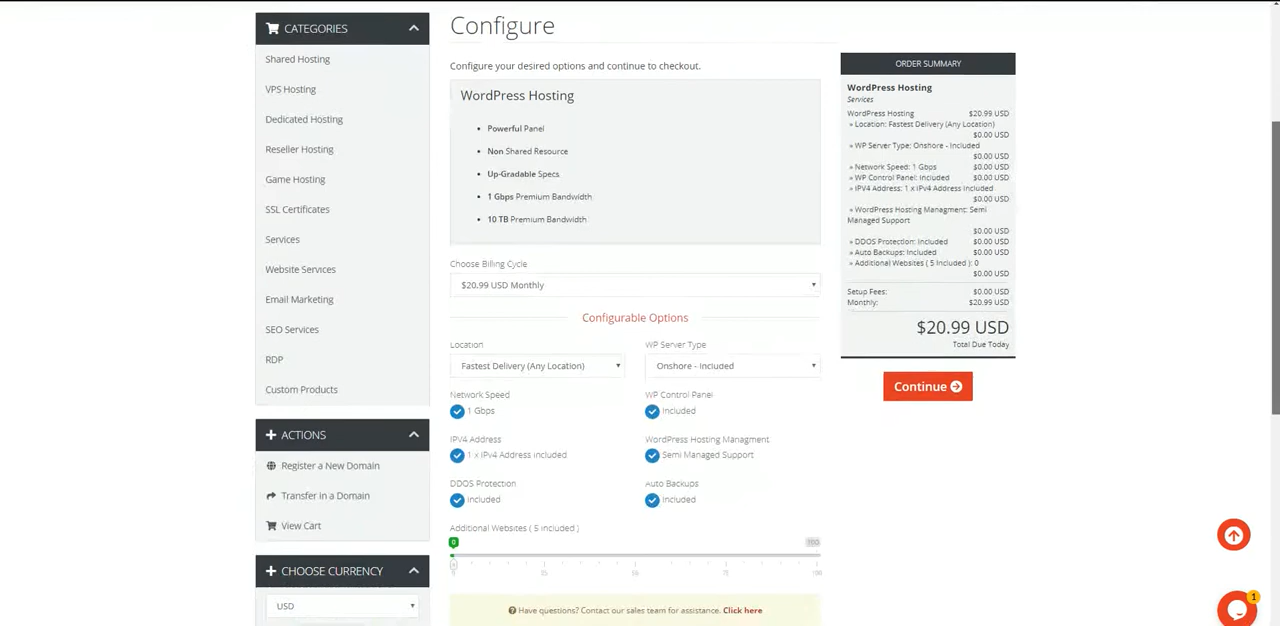 CATEGORIES
Shared Hosting
VPS Hosting
Dedicated Hosting
Reseller Hosting
Game Hosting
SSL Certificates
Services
Website Services
Email Marketing
SEO Services
RDP
Custom Products
ACTIONS
Register a New Domain
Transfer in a Domain
View Cart
CHOOSE CURRENCY
USD
Configure
Configure your desired options and continue to checkout.
WordPress Hosting
Powerful Panel
Non Shared Resource
Up-Gradable Specs
1 Gbps Premium Bandwidth
10 TB Premium Bandwidth
Choose Billing Cycle
$20.99 USD Monthly
Configurable Options
Location
WP Server Type
Fastest Delivery (Any Location)
Onshore - Included
Network Speed
WP Control Panel
1 Gbps
Included
IPV4 Address
WordPress Hosting Managment
1 x IPv4 Address included
Semi Managed Support
DDOS Protection
Auto Backups
Included
Included
Additional Websites ( 5 included )
0
100
Have questions? Contact our sales team for assistance. Click here
ORDER SUMMARY
WordPress Hosting
Services
WordPress Hosting $20.99 USD
» Location: Fastest Delivery (Any Location)
$0.00 USD
» WP Server Type: Onshore - Included
$0.00 USD
» Network Speed: 1 Gbps $0.00 USD
» WP Control Panel: Included $0.00 USD
» IPV4 Address: 1 x IPv4 Address Included
$0.00 USD
» WordPress Hosting Managment: Semi
Managed Support
$0.00 USD
» DDOS Protection: Included $0.00 USD
» Auto Backups: Included $0.00 USD
» Additional Websites ( 5 Included ): 0
$0.00 USD
Setup Fees: $0.00 USD
Monthly: $20.99 USD
$20.99 USD
Total Due Today
Continue
1